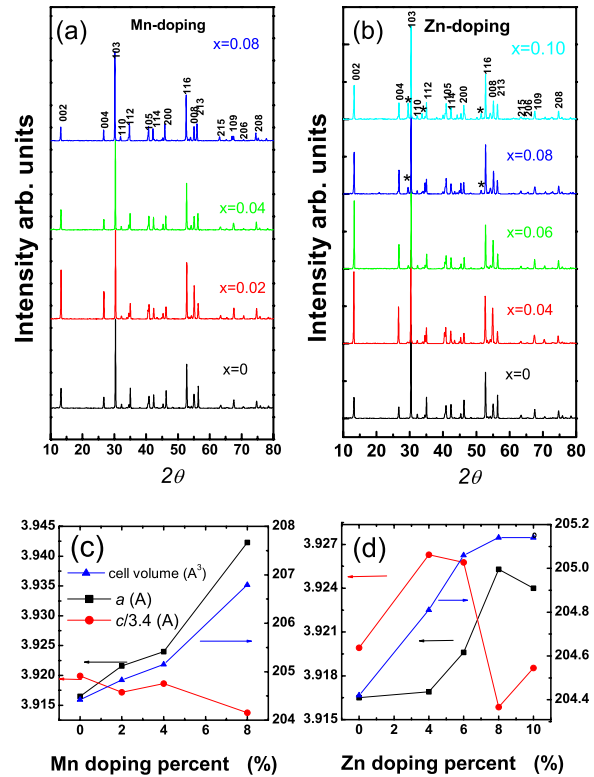 (a)
Mn-doping
x=0.08
103
002
004
110
112
105
114
200
116
008
213
215
109
206
208
x=0.04
x=0.02
x=0
Intensity arb. units
10 20 30 40 50 60 70 80
2θ
(b)
Zn-doping
x=0.10
103
002
004
*
110
*
112
105
114
200
*
116
008
213
215
206
109
208
x=0.08
*
*
x=0.06
x=0.04
x=0
Intensity arb. units
10 20 30 40 50 60 70 80
2θ
(c)
3.945
3.940
3.935
3.930
3.925
3.920
3.915
208
207
206
205
204
cell volume (A³)
a (A)
c/3.4 (A)
0 2 4 6 8
Mn doping percent (%)
(d)
3.927
3.924
3.921
3.918
3.915
205.2
205.0
204.8
204.6
204.4
0 2 4 6 8 10
Zn doping percent (%)